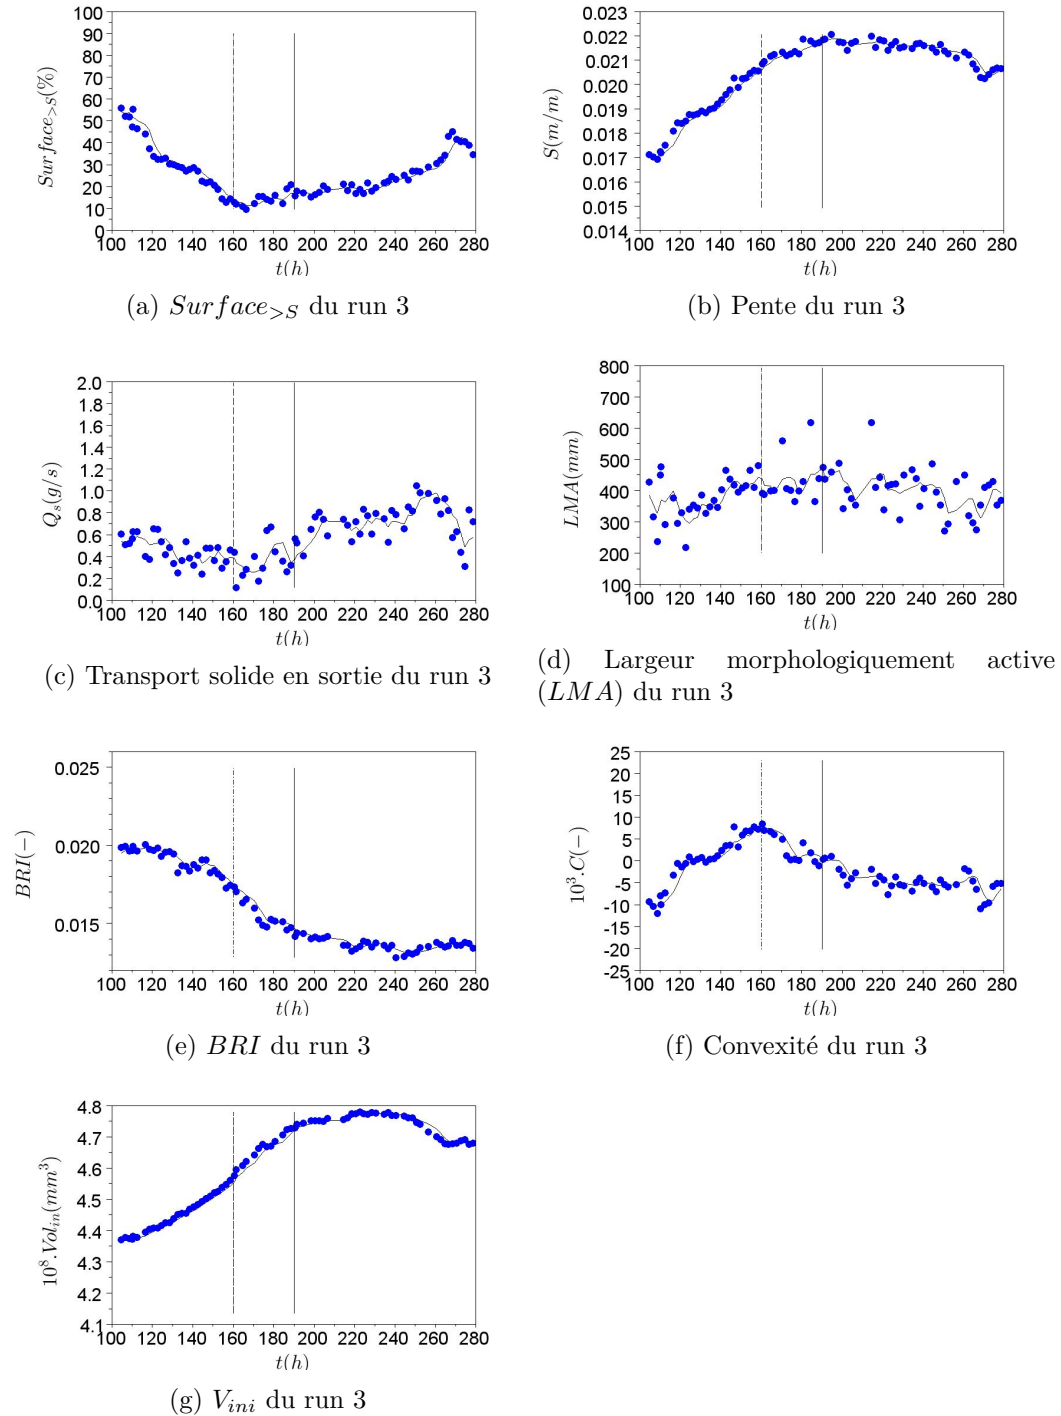 100
90
80
70
60
50
40
30
20
10
0
Surface>S(%)
100 120 140 160 180 200 220 240 260 280
t(h)
(a) Surface>S du run 3
0.023
0.022
0.021
0.020
0.019
0.018
0.017
0.016
0.015
0.014
S(m/m)
100 120 140 160 180 200 220 240 260 280
t(h)
(b) Pente du run 3
2.0
1.8
1.6
1.4
1.2
1.0
0.8
0.6
0.4
0.2
0.0
Qs(g/s)
100 120 140 160 180 200 220 240 260 280
t(h)
(c) Transport solide en sortie du run 3
800
700
600
500
400
300
200
100
LMA(mm)
100 120 140 160 180 200 220 240 260 280
t(h)
(d) Largeur morphologiquement active
(LMA) du run 3
0.025
0.020
0.015
BRI(−)
100 120 140 160 180 200 220 240 260 280
t(h)
(e) BRI du run 3
25
20
15
10
5
0
-5
-10
-15
-20
-25
10³.C(−)
100 120 140 160 180 200 220 240 260 280
t(h)
(f) Convexité du run 3
4.8
4.7
4.6
4.5
4.4
4.3
4.2
4.1
10⁸.Volin(mm³)
100 120 140 160 180 200 220 240 260 280
t(h)
(g) Vini du run 3